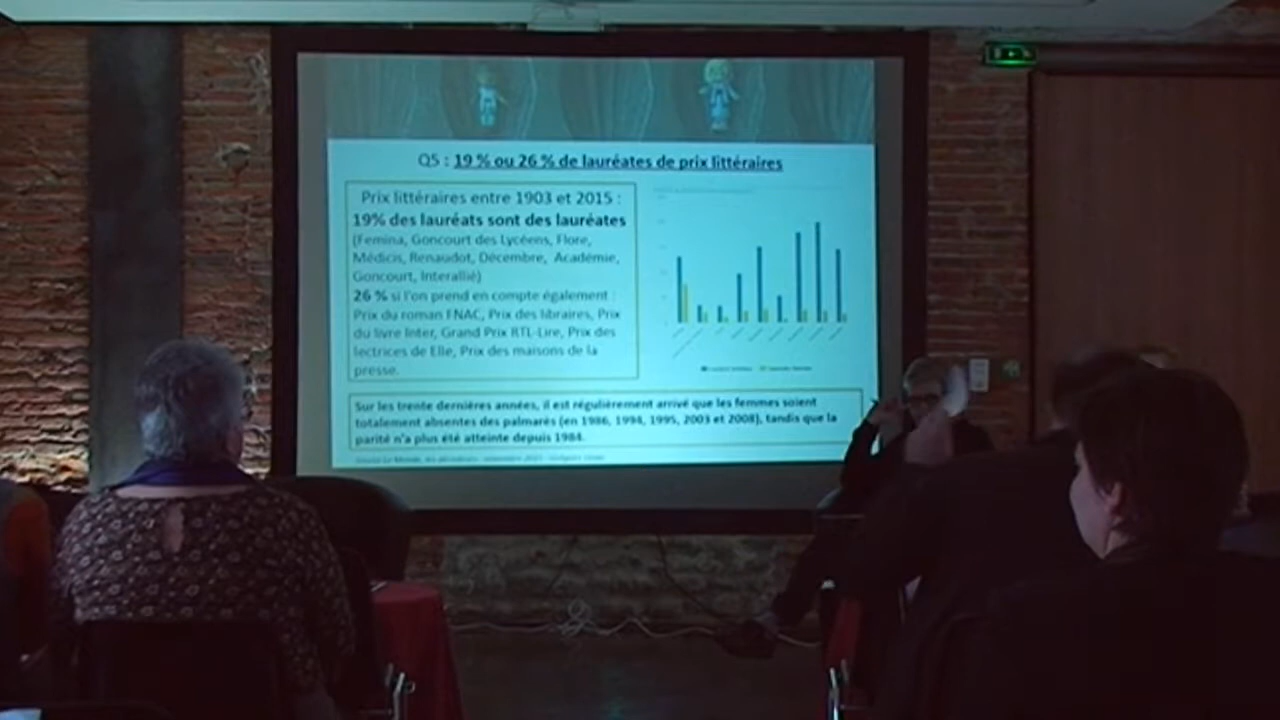 Q5 : 19 % ou 26 % de lauréates de prix littéraires
Prix littéraires entre 1903 et 2015 :
19% des lauréats sont des lauréates
(Femina, Goncourt des Lycéens, Flore,
Médicis, Renaudot, Décembre, Académie,
Goncourt, Interallié)
26 % si l'on prend en compte également :
Prix du roman FNAC, Prix des libraires, Prix
du livre Inter, Grand Prix RTL-Lire, Prix des
lectrices de Elle, Prix des maisons de la
presse.
Sur les trente dernières années, il est régulièrement arrivé que les femmes soient
totalement absentes des palmarès (en 1986, 1994, 1995, 2003 et 2008), tandis que la
parité n'a plus été atteinte depuis 1984.